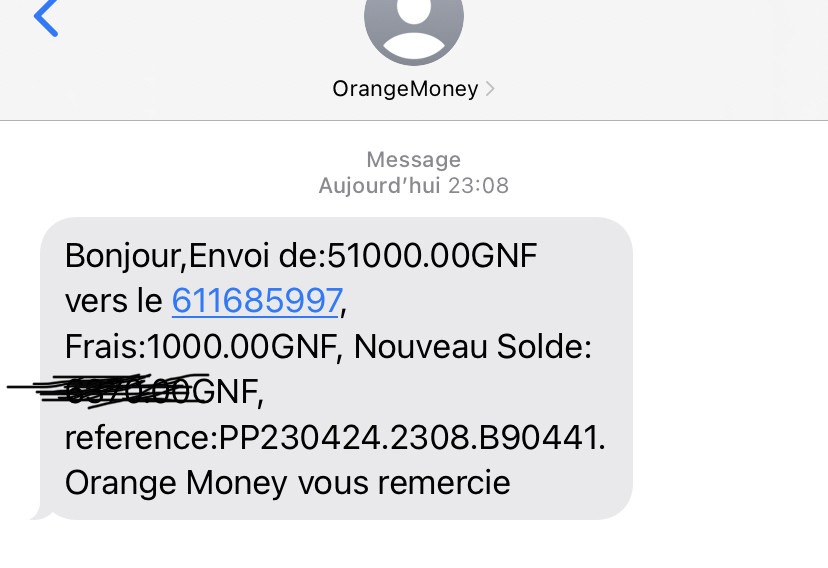 OrangeMoney
Message
Aujourd'hui 23:08
Bonjour,Envoi de:51000.00GNF
vers le 611685997,
Frais:1000.00GNF, Nouveau Solde:
GNF,
reference:PP230424.2308.B90441.
Orange Money vous remercie